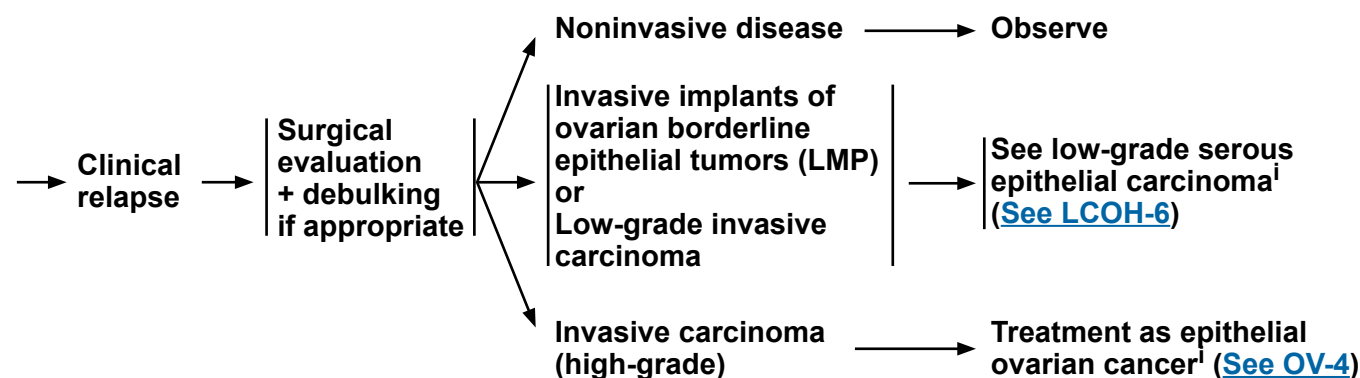 Clinical
relapse
Surgical
evaluation
+ debulking
if appropriate
Noninvasive disease
Observe
Invasive implants of
ovarian borderline
epithelial tumors (LMP)
or
Low-grade invasive
carcinoma
See low-grade serous
epithelial carcinomaⁱ
(See LCOH-6)
Invasive carcinoma
(high-grade)
Treatment as epithelial
ovarian cancerⁱ (See OV-4)